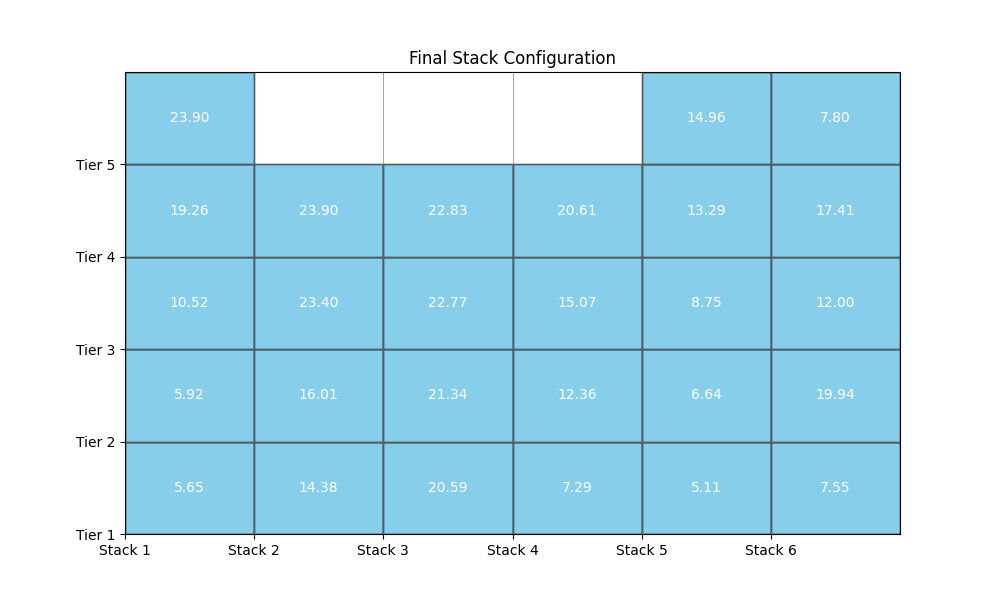 Final Stack Configuration
23.90 14.96 7.80
Tier 5
19.26 23.90 22.83 20.61 13.29 17.41
Tier 4
10.52 23.40 22.77 15.07 8.75 12.00
Tier 3
5.92 16.01 21.34 12.36 6.64 19.94
Tier 2
5.65 14.38 20.59 7.29 5.11 7.55
Tier 1
Stack 1 Stack 2 Stack 3 Stack 4 Stack 5 Stack 6